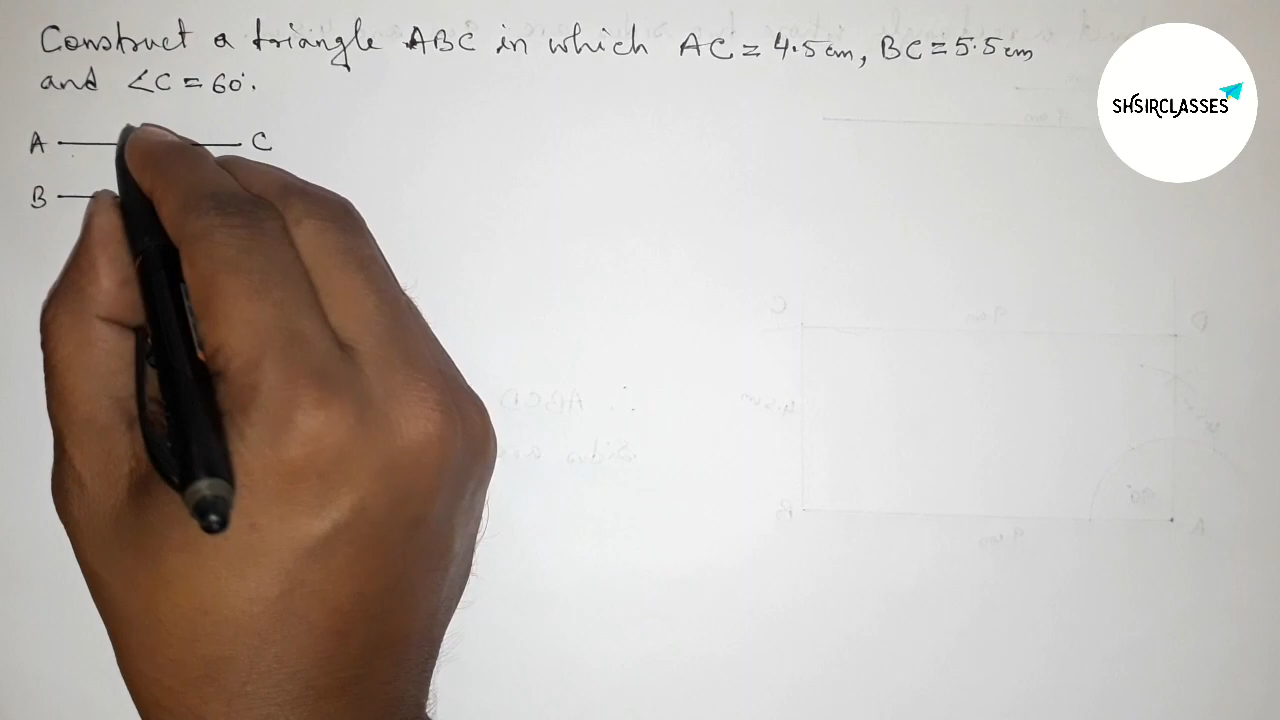 Construct a triangle ABC in which AC = 4.5 cm, BC = 5.5 cm
and ∠C = 60°.
SHSIRCLASSES
A C
B